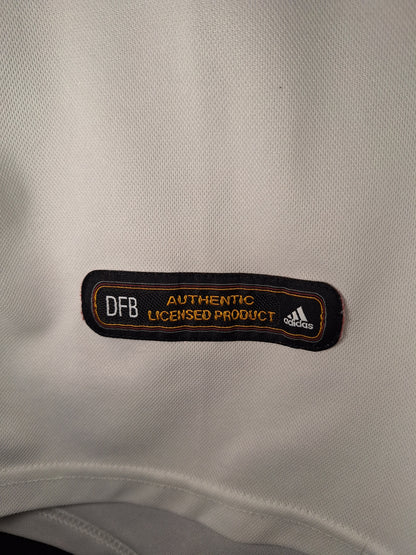 DFB
AUTHENTIC
LICENSED PRODUCT
adidas